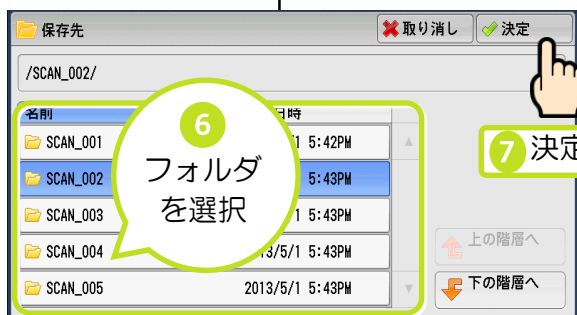 保存先
取り消し
決定
/SCAN_002/
名前
日時
SCAN_001
/1 5:42PM
SCAN_002
5:43PM
SCAN_003
1 5:43PM
SCAN_004
3/5/1 5:43PM
SCAN_005
2013/5/1 5:43PM
6
フォルダ
を選択
7 決定
上の階層へ
下の階層へ